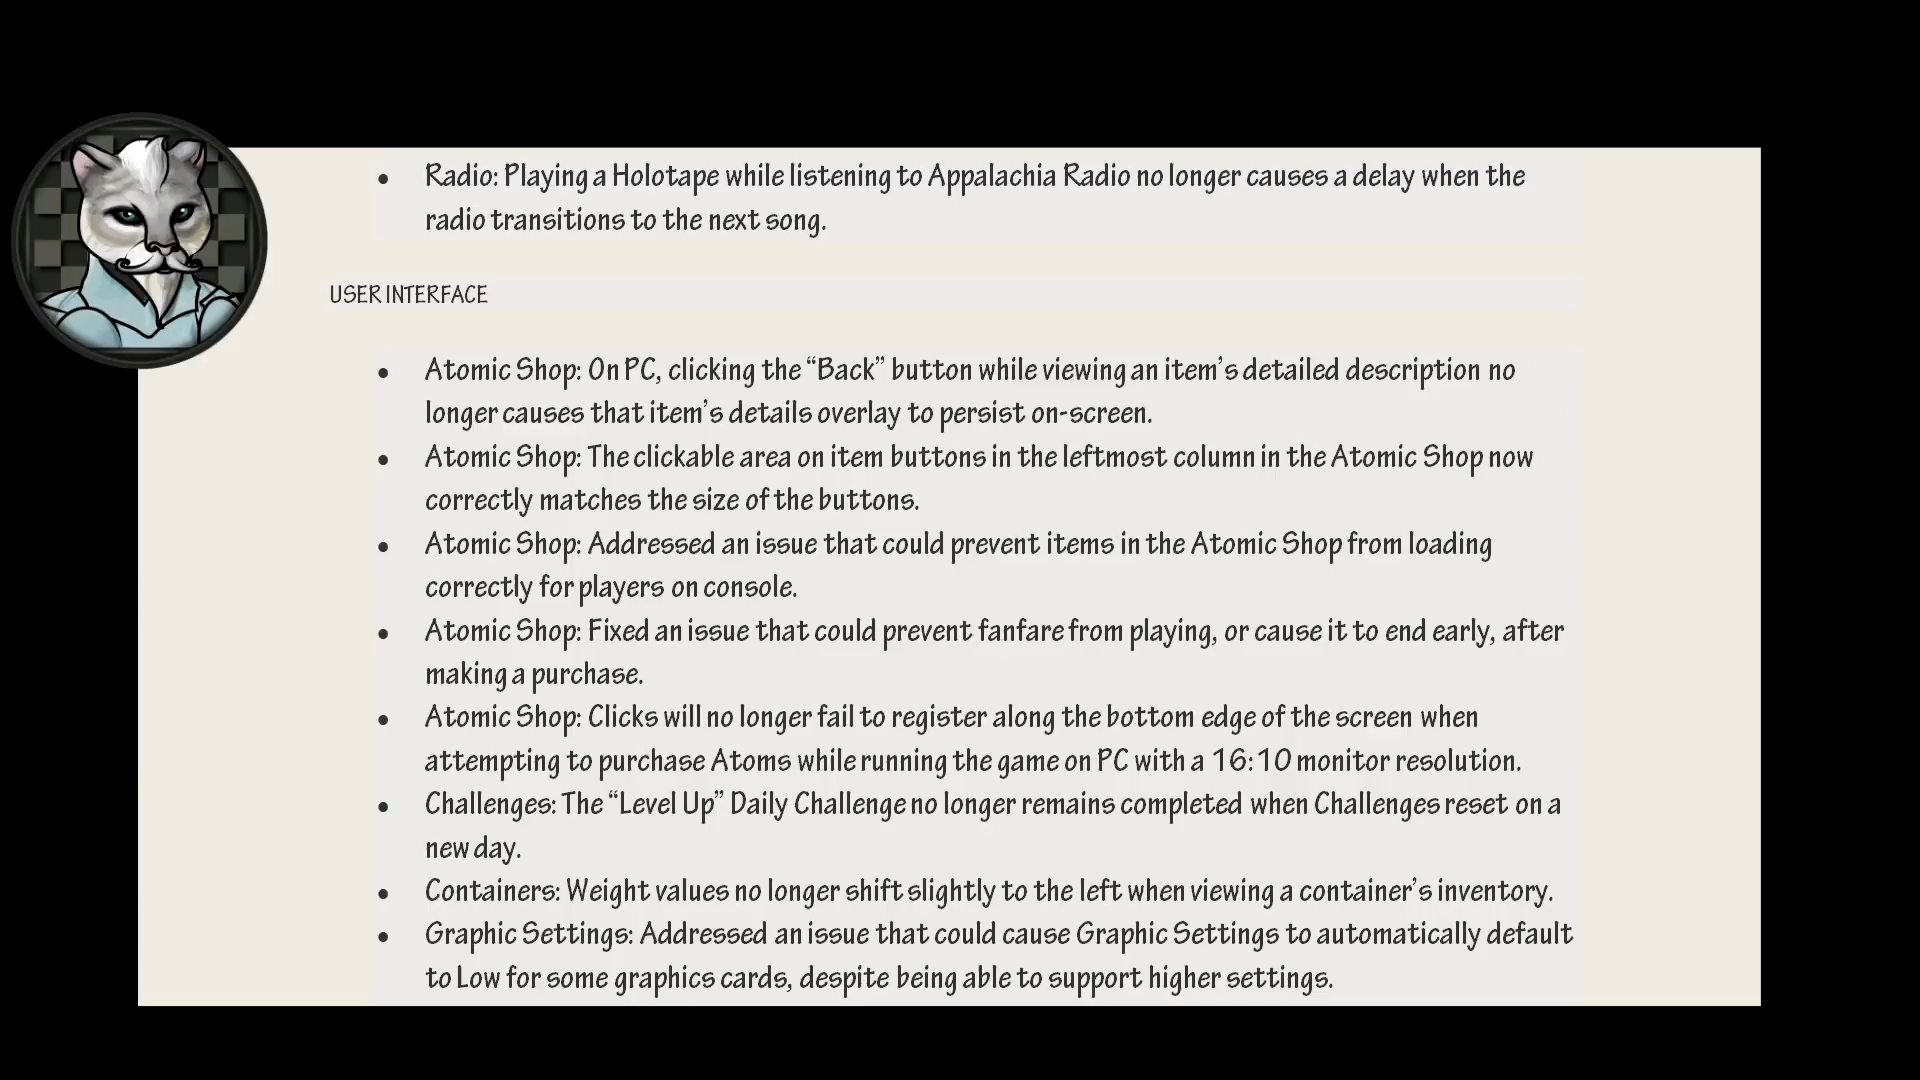 Radio: Playing a Holotape while listening to Appalachia Radio no longer causes a delay when the
radio transitions to the next song.
USER INTERFACE
Atomic Shop: On PC, clicking the “Back” button while viewing an item’s detailed description no
longer causes that item’s details overlay to persist on-screen.
Atomic Shop: The clickable area on item buttons in the leftmost column in the Atomic Shop now
correctly matches the size of the buttons.
Atomic Shop: Addressed an issue that could prevent items in the Atomic Shop from loading
correctly for players on console.
Atomic Shop: Fixed an issue that could prevent fanfare from playing, or cause it to end early, after
making a purchase.
Atomic Shop: Clicks will no longer fail to register along the bottom edge of the screen when
attempting to purchase Atoms while running the game on PC with a 16:10 monitor resolution.
Challenges: The “Level Up” Daily Challenge no longer remains completed when Challenges reset on a
new day.
Containers: Weight values no longer shift slightly to the left when viewing a container’s inventory.
Graphic Settings: Addressed an issue that could cause Graphic Settings to automatically default
to Low for some graphics cards, despite being able to support higher settings.